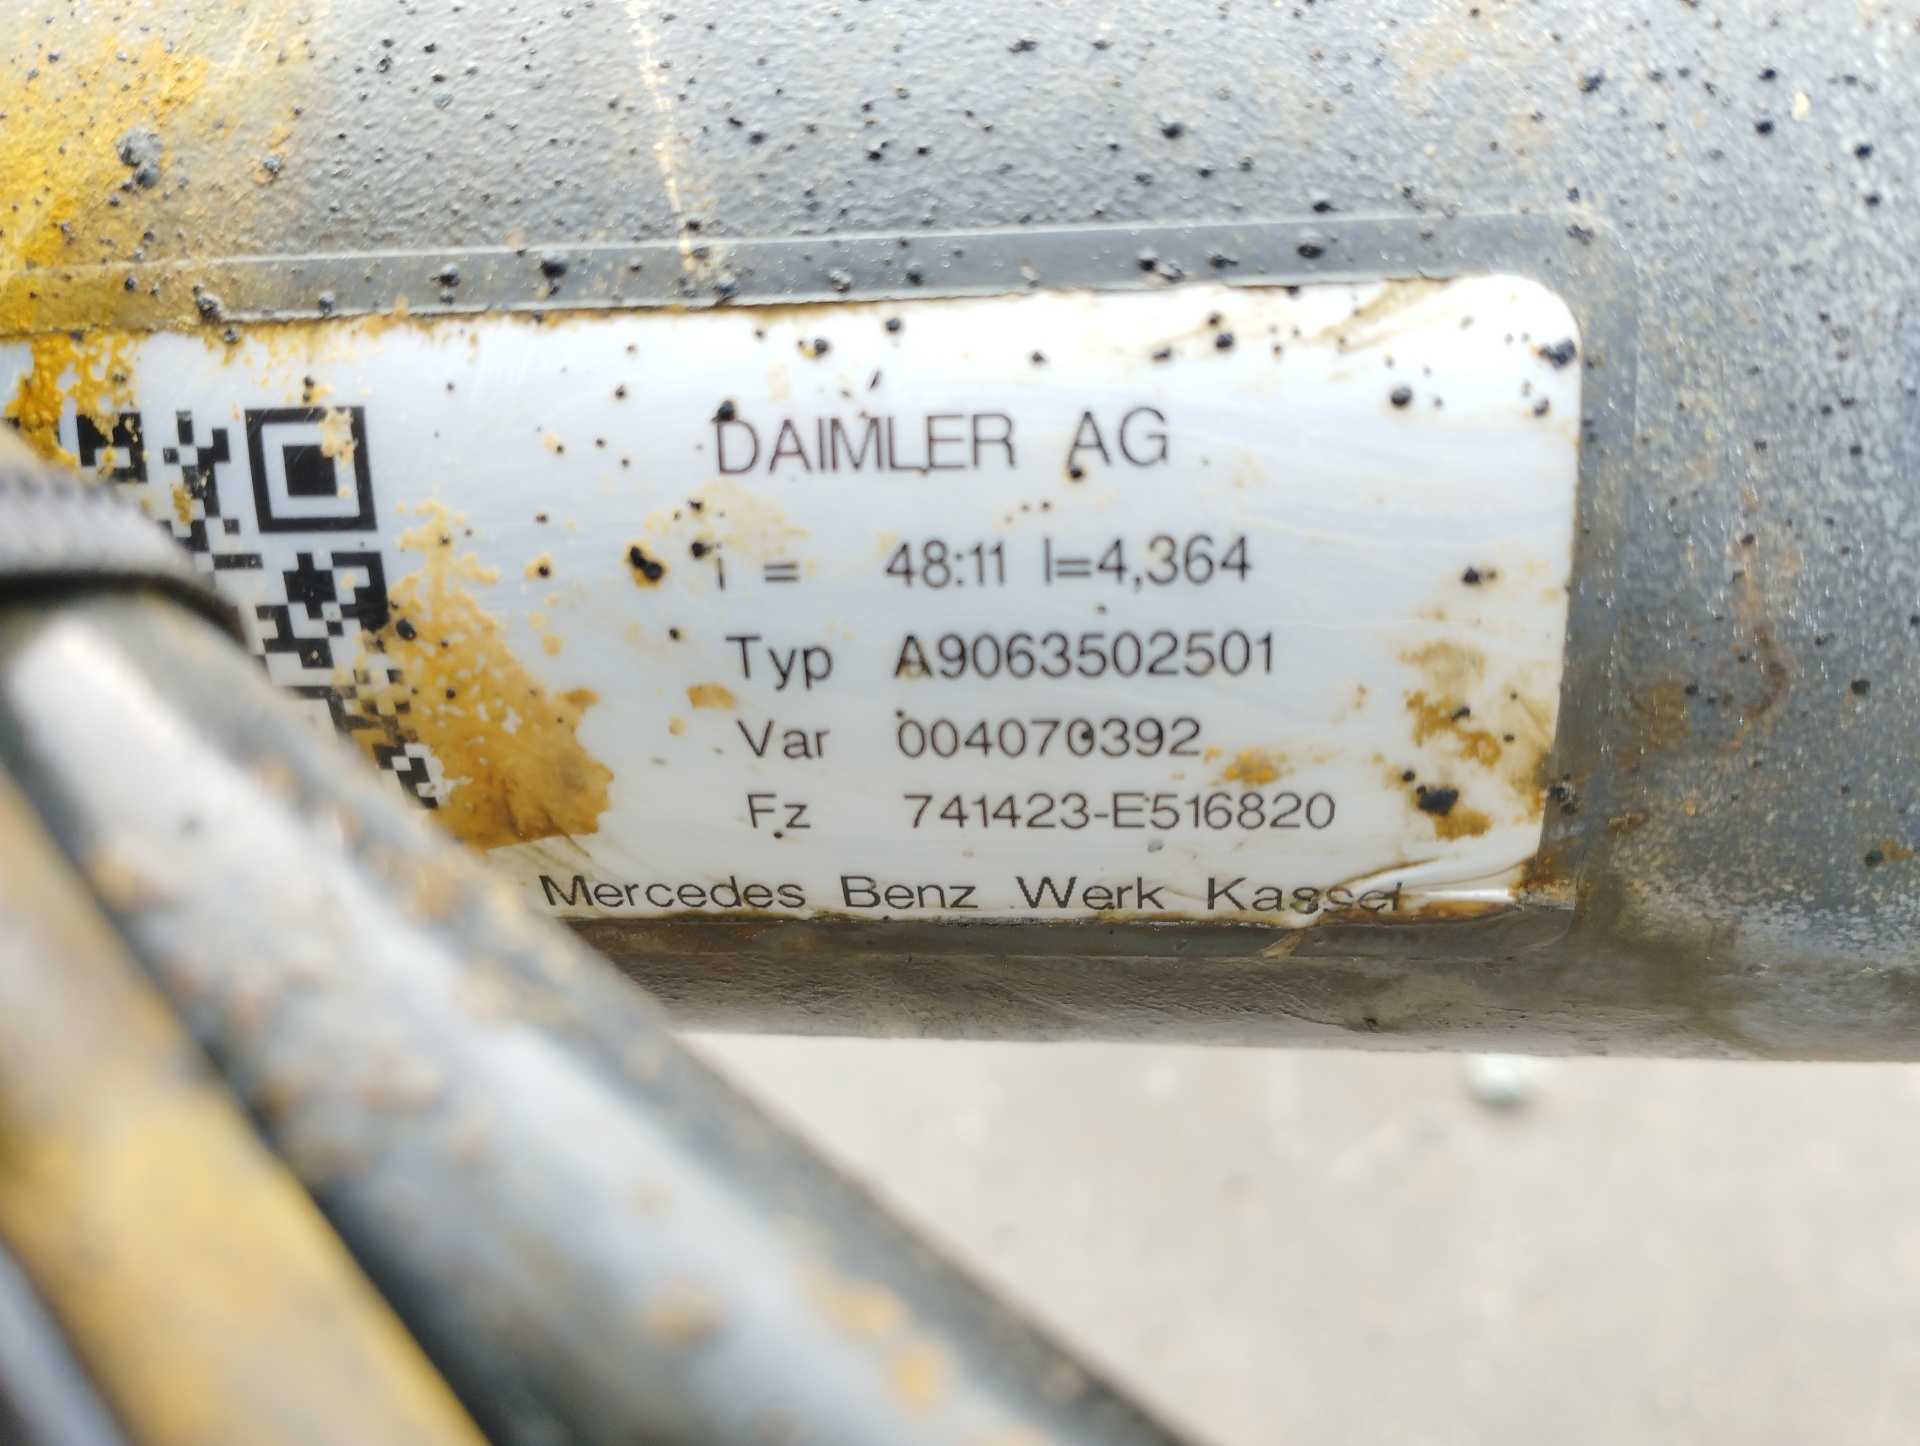 DAIMLER AG
i = 48:11 I=4,364
Typ A9063502501
Var 004070392
Fz 741423-E516820
Mercedes Benz Werk Kassel